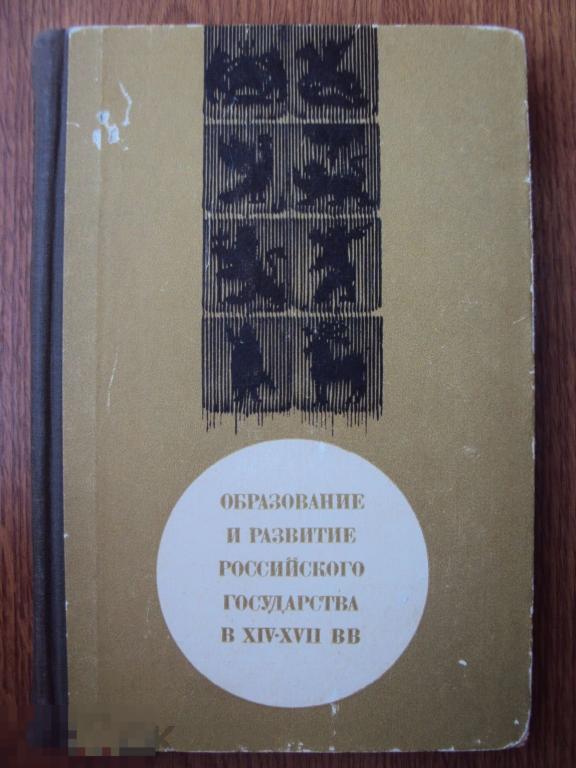 ОБРАЗОВАНИЕ
И РАЗВИТИЕ
РОССИЙСКОГО
ГОСУДАРСТВА
В XIV-XVII ВВ